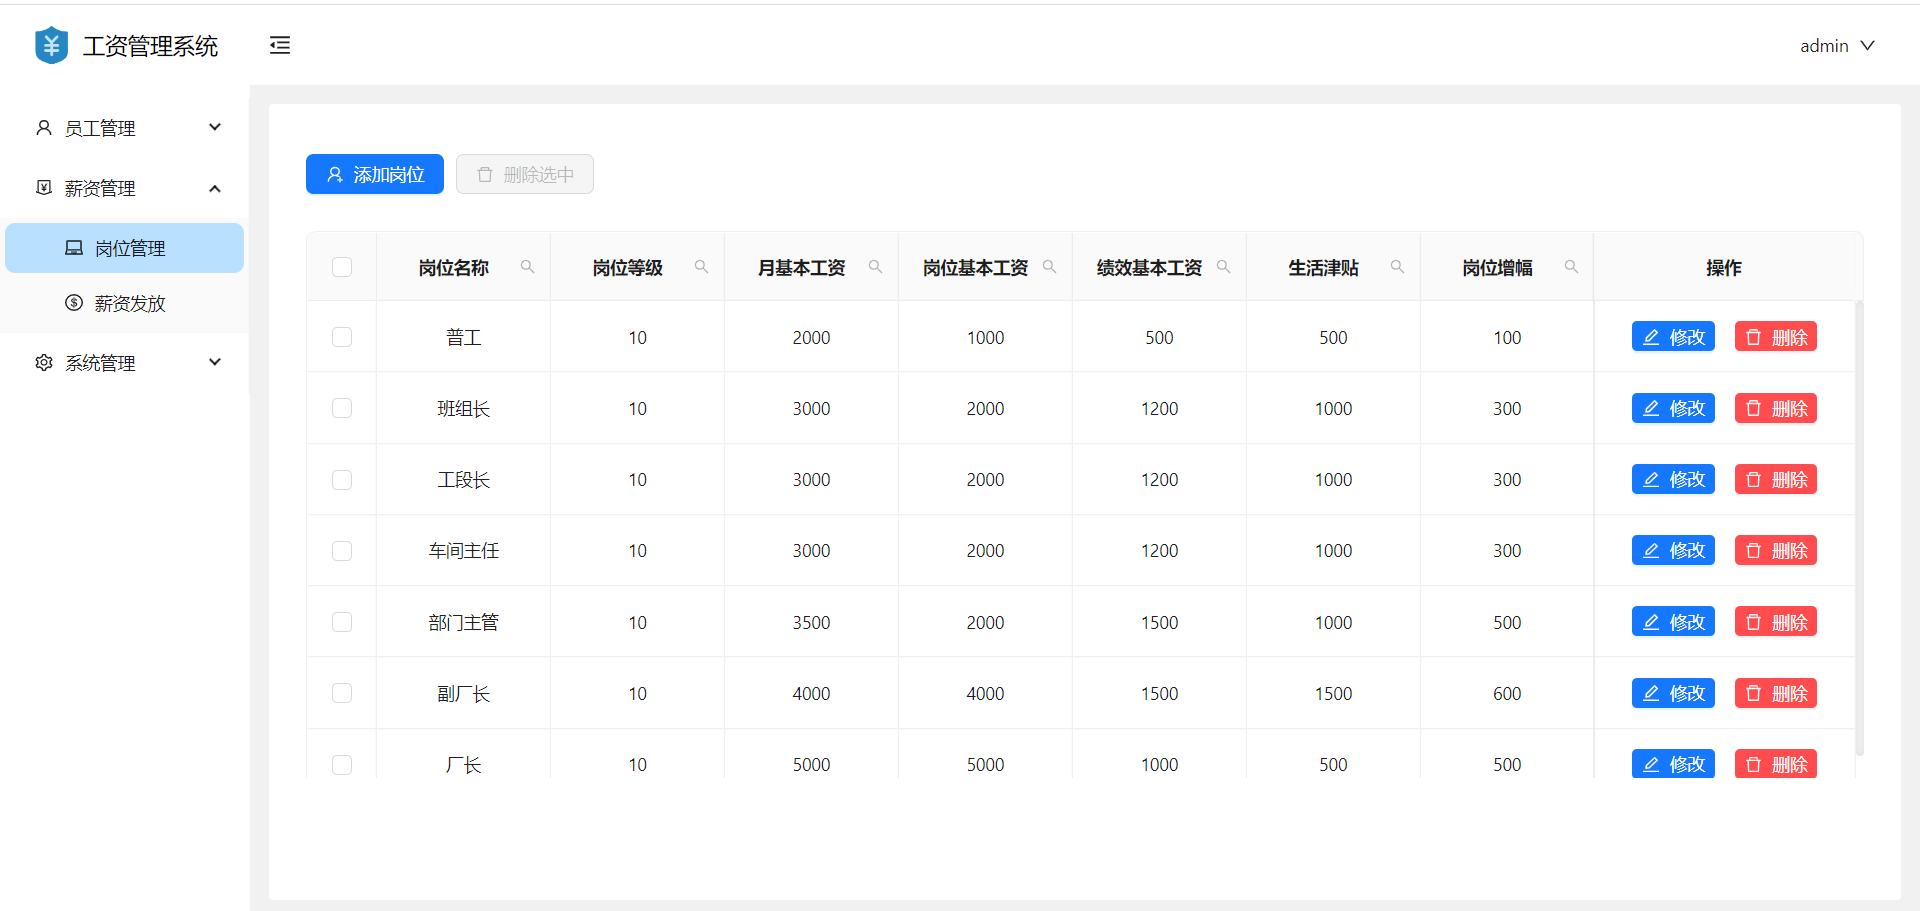 工资管理系统
admin
员工管理
薪资管理
岗位管理
薪资发放
系统管理
添加岗位 删除选中
岗位名称 岗位等级 月基本工资 岗位基本工资 绩效基本工资 生活津贴 岗位增幅 操作
普工 10 2000 1000 500 500 100 修改 删除
班组长 10 3000 2000 1200 1000 300 修改 删除
工段长 10 3000 2000 1200 1000 300 修改 删除
车间主任 10 3000 2000 1200 1000 300 修改 删除
部门主管 10 3500 2000 1500 1000 500 修改 删除
副厂长 10 4000 4000 1500 1500 600 修改 删除
厂长 10 5000 5000 1000 500 500 修改 删除